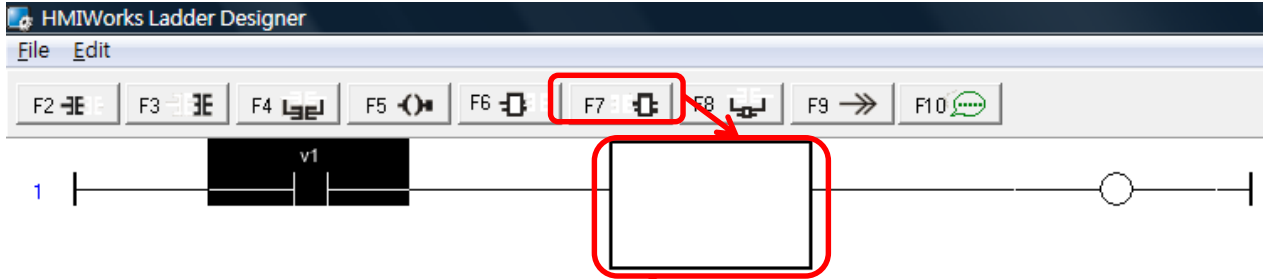 HMIWorks Ladder Designer
File Edit
F2 F3 F4 F5 F6 F7 F8 F9 F10
v1
1